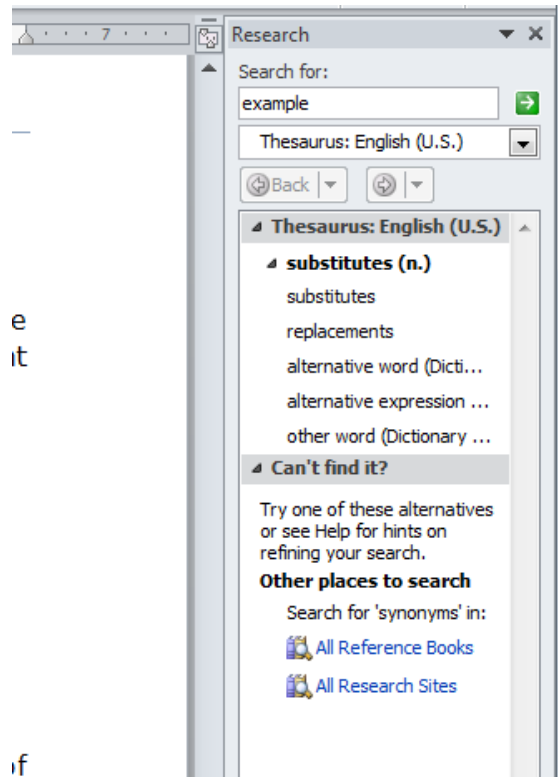 7
Research
Search for:
example
Thesaurus: English (U.S.)
Back
Thesaurus: English (U.S.)
substitutes (n.)
substitutes
replacements
alternative word (Dicti...
alternative expression ...
other word (Dictionary ...
Can't find it?
Try one of these alternatives
or see Help for hints on
refining your search.
Other places to search
Search for 'synonyms' in:
All Reference Books
All Research Sites
e
of